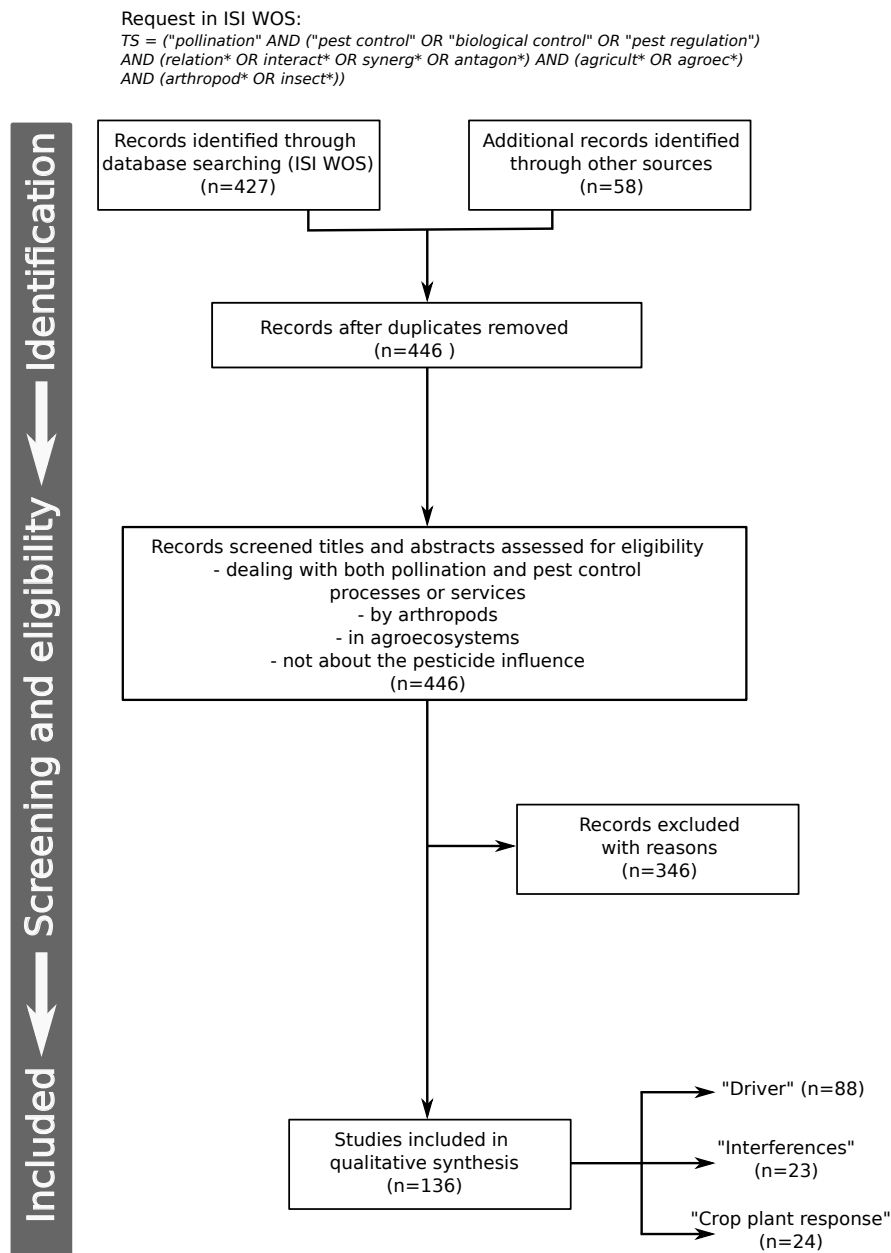 Request in ISI WOS:
TS = ("pollination" AND ("pest control" OR "biological control" OR "pest regulation")
AND (relation* OR interact* OR synerg* OR antagon*) AND (agricult* OR agroec*)
AND (arthropod* OR insect*))
Identification
Records identified through
database searching (ISI WOS)
(n=427)
Additional records identified
through other sources
(n=58)
Records after duplicates removed
(n=446 )
Screening and eligibility
Records screened titles and abstracts assessed for eligibility
- dealing with both pollination and pest control
processes or services
- by arthropods
- in agroecosystems
- not about the pesticide influence
(n=446)
Records excluded
with reasons
(n=346)
Included
Studies included in
qualitative synthesis
(n=136)
"Driver" (n=88)
"Interferences"
(n=23)
"Crop plant response"
(n=24)